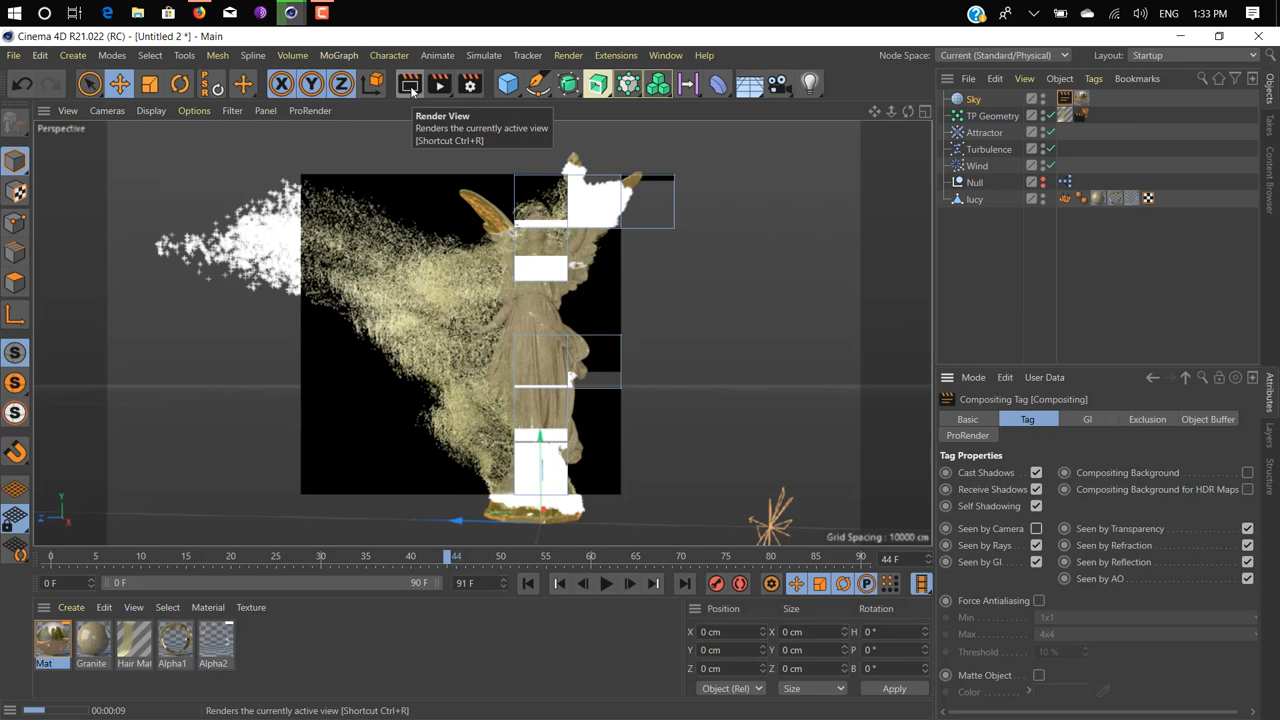 ENG 1:33 PM
Cinema 4D R21.022 (RC) - [Untitled 2 *] - Main
File Edit Create Modes Select Tools Mesh Spline Volume MoGraph Character Animate Simulate Tracker Render Extensions Window Help Node Space: Current (Standard/Physical) Layout: Startup
X Y Z
P S R
View Cameras Display Options Filter Panel ProRender
File Edit View Object Tags Bookmarks
Perspective
Render View
Renders the currently active view
[Shortcut Ctrl+R]
Sky
TP Geometry
Attractor
Turbulence
Wind
Null
lucy
Objects
Takes
Content Browser
Mode Edit User Data
Compositing Tag [Compositing]
Basic Tag GI Exclusion Object Buffer
ProRender
Tag Properties
Cast Shadows Compositing Background
Receive Shadows Compositing Background for HDR Maps
Self Shadowing
Seen by Camera Seen by Transparency
Seen by Rays Seen by Refraction
Seen by GI Seen by Reflection
Seen by AO
Force Antialiasing
Min 1x1
Max 4x4
Threshold 10 %
Matte Object
Color
Attributes
Layers
Structure
Y
Z X
Grid Spacing : 10000 cm
0 5 10 15 20 25 30 35 40 44 50 55 60 65 70 75 80 85 90 44 F
0 F 0 F 90 F 91 F
P
Create Edit View Select Material Texture
Mat Granite Hair Mat Alpha1 Alpha2
Position Size Rotation
X 0 cm X 0 cm H 0 °
Y 0 cm Y 0 cm P 0 °
Z 0 cm Z 0 cm B 0 °
Object (Rel) Size Apply
00:00:09 Renders the currently active view [Shortcut Ctrl+R]